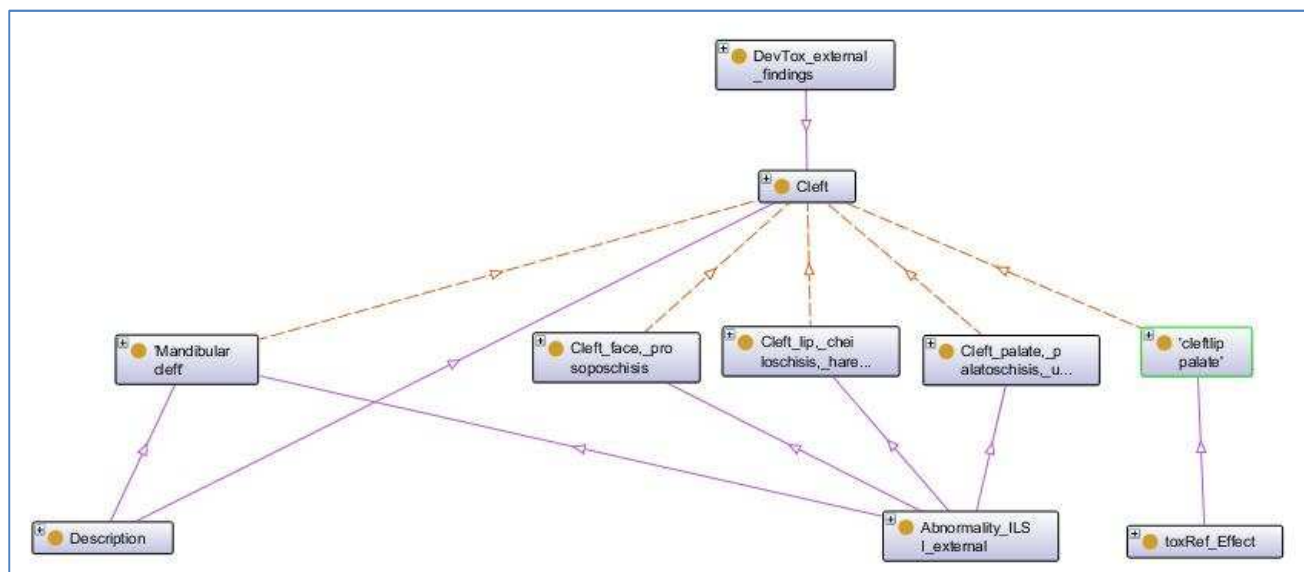 DevTox_external
_findings
Cleft
'Mandibular
cleft'
Cleft_face,_pro
soposchisis
Cleft_lip,_chei
loschisis,_hare...
Cleft_palate,_p
alatoschisis,_u...
'cleftlip
palate'
Description
Abnormality_ILS
I_external
toxRef_Effect